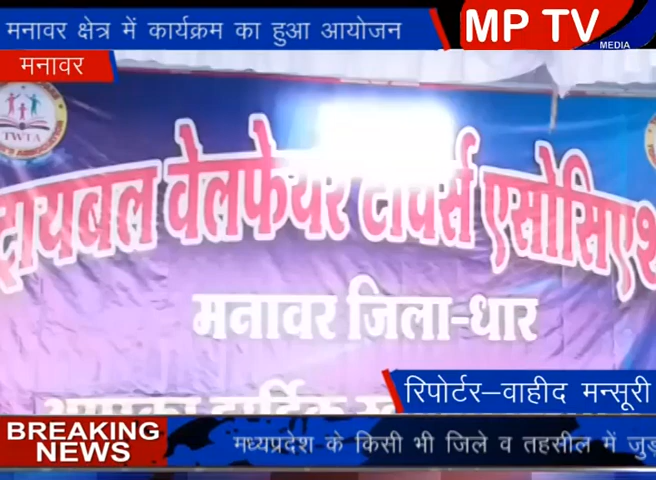 मनावर क्षेत्र में कार्यक्रम का हुआ आयोजन
MP TV
MEDIA
मनावर
TWTA
ट्रायबल वेलफेयर टीचर्स एसोसिएश
मनावर जिला-धार
रिपोर्टर-वाहीद मन्सूरी
BREAKING
NEWS
मध्यप्रदेश के किसी भी जिले व तहसील में जुड़